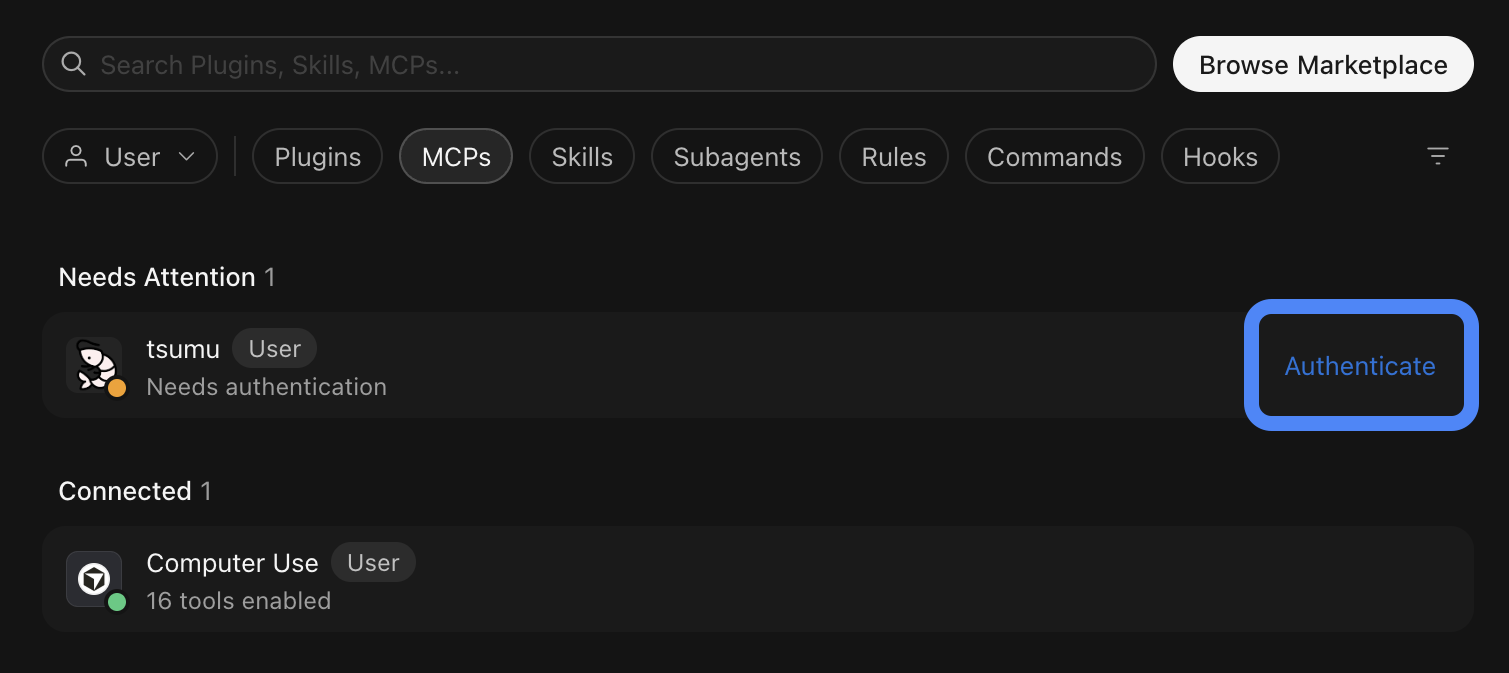 Search Plugins, Skills, MCPs...
Browse Marketplace
User
Plugins
MCPs
Skills
Subagents
Rules
Commands
Hooks
Needs Attention 1
tsumu User
Needs authentication
Authenticate
Connected 1
Computer Use User
16 tools enabled